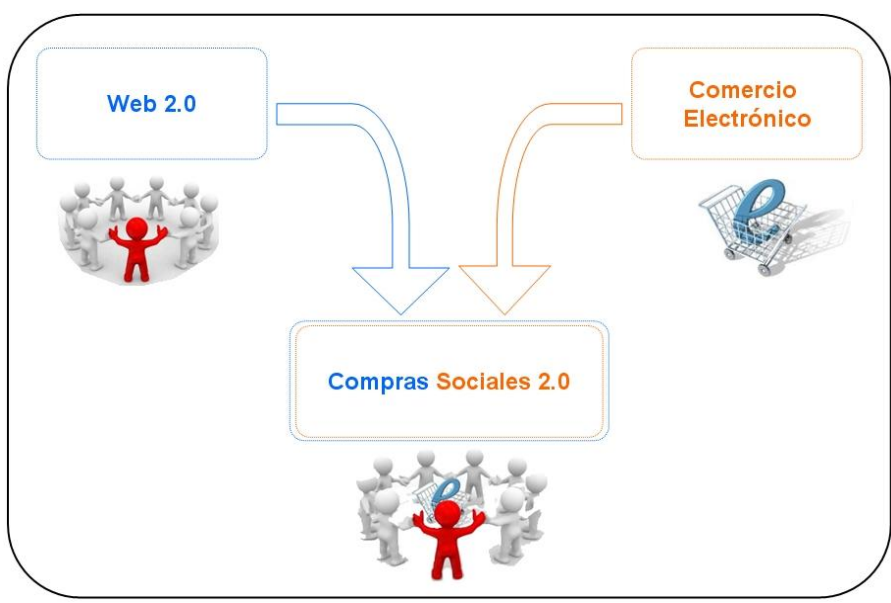 Web 2.0
Comercio
Electrónico
Compras Sociales 2.0
e
e